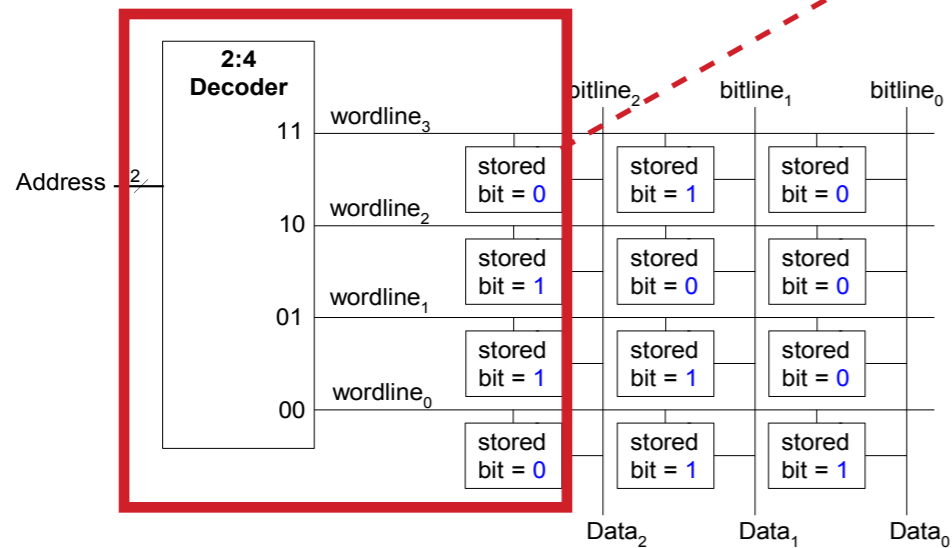 2:4
Decoder
bitline₂ bitline₁ bitline₀
11 wordline₃
Address 2
stored stored stored
bit = 0 bit = 1 bit = 0
10 wordline₂
stored stored stored
bit = 1 bit = 0 bit = 0
01 wordline₁
stored stored stored
bit = 1 bit = 1 bit = 0
00 wordline₀
stored stored stored
bit = 0 bit = 1 bit = 1
Data₂ Data₁ Data₀